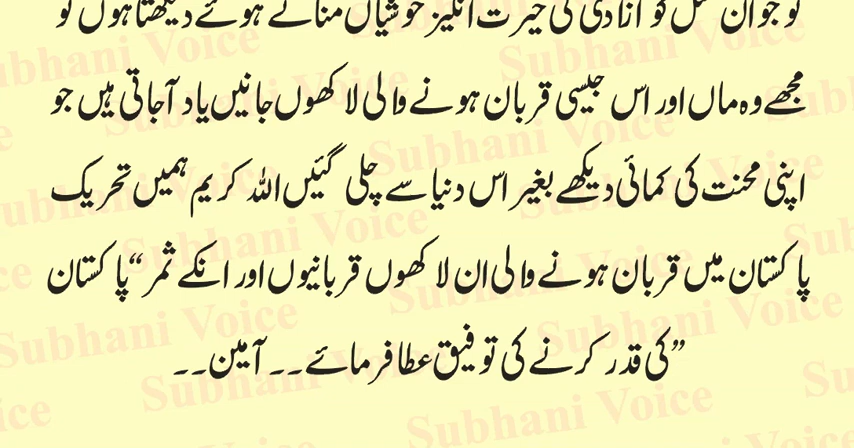 نوجوان نسل کو آزادی کی حیرت انگیز خوشیاں مناتے ہوئے دیکھتا ہوں تو
مجھے وہ ماں اور اس جیسی قربان ہونے والی لاکھوں جانیں یاد آجاتی ہیں جو
اپنی محنت کی کمائی دیکھے بغیر اس دنیا سے چلی گئیں اللہ کریم ہمیں تحریک
پاکستان میں قربان ہونے والی ان لاکھوں قربانیوں اور انکے ثمر “پاکستان
”کی قدر کرنے کی توفیق عطا فرمائے ۔۔ آمین ۔۔
Subhani Voice